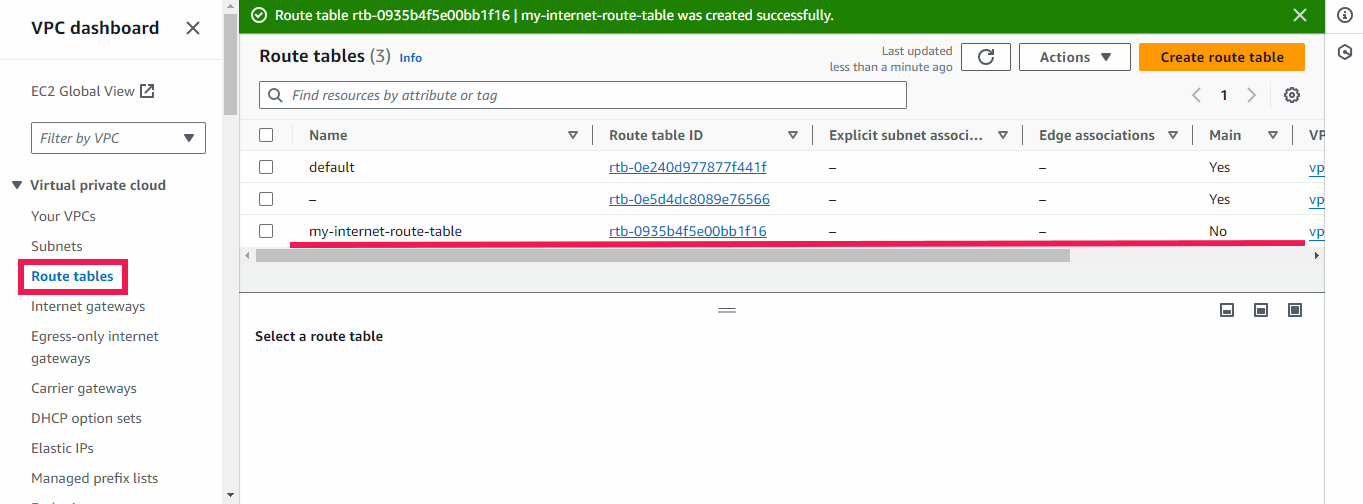 Route table rtb-0935b4f5e00bb1f16 | my-internet-route-table was created successfully.
VPC dashboard
EC2 Global View
Filter by VPC
Virtual private cloud
Your VPCs
Subnets
Route tables
Internet gateways
Egress-only internet
gateways
Carrier gateways
DHCP option sets
Elastic IPs
Managed prefix lists
Route tables (3) Info
Last updated
less than a minute ago
Actions
Create route table
Find resources by attribute or tag
1
Name Route table ID Explicit subnet associ... Edge associations Main VP
default rtb-0e240d977877f441f – – Yes vp
– rtb-0e5d4dc8089e76566 – – Yes vp
my-internet-route-table rtb-0935b4f5e00bb1f16 – – No vp
Select a route table